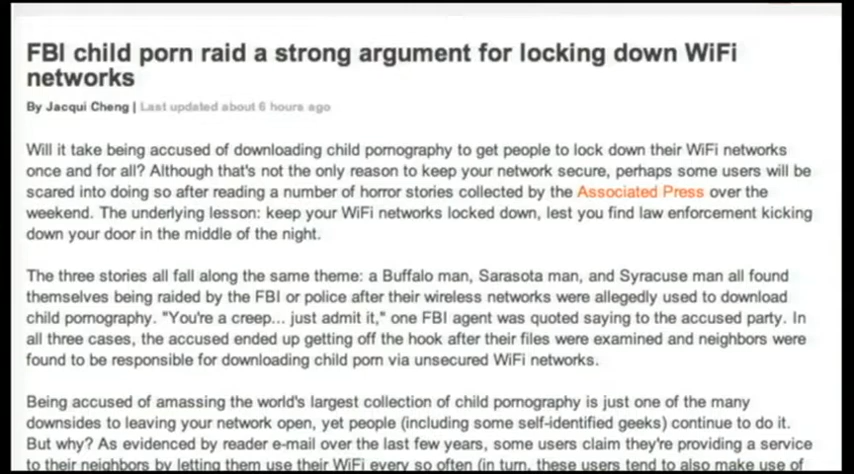 FBI child porn raid a strong argument for locking down WiFi
networks
By Jacqui Cheng | Last updated about 6 hours ago
Will it take being accused of downloading child pornography to get people to lock down their WiFi networks
once and for all? Although that's not the only reason to keep your network secure, perhaps some users will be
scared into doing so after reading a number of horror stories collected by the Associated Press over the
weekend. The underlying lesson: keep your WiFi networks locked down, lest you find law enforcement kicking
down your door in the middle of the night.
The three stories all fall along the same theme: a Buffalo man, Sarasota man, and Syracuse man all found
themselves being raided by the FBI or police after their wireless networks were allegedly used to download
child pornography. "You're a creep... just admit it," one FBI agent was quoted saying to the accused party. In
all three cases, the accused ended up getting off the hook after their files were examined and neighbors were
found to be responsible for downloading child porn via unsecured WiFi networks.
Being accused of amassing the world's largest collection of child pornography is just one of the many
downsides to leaving your network open, yet people (including some self-identified geeks) continue to do it.
But why? As evidenced by reader e-mail over the last few years, some users claim they're providing a service
to their neighbors by letting them use their WiFi every so often (in turn, these users tend to also make use of